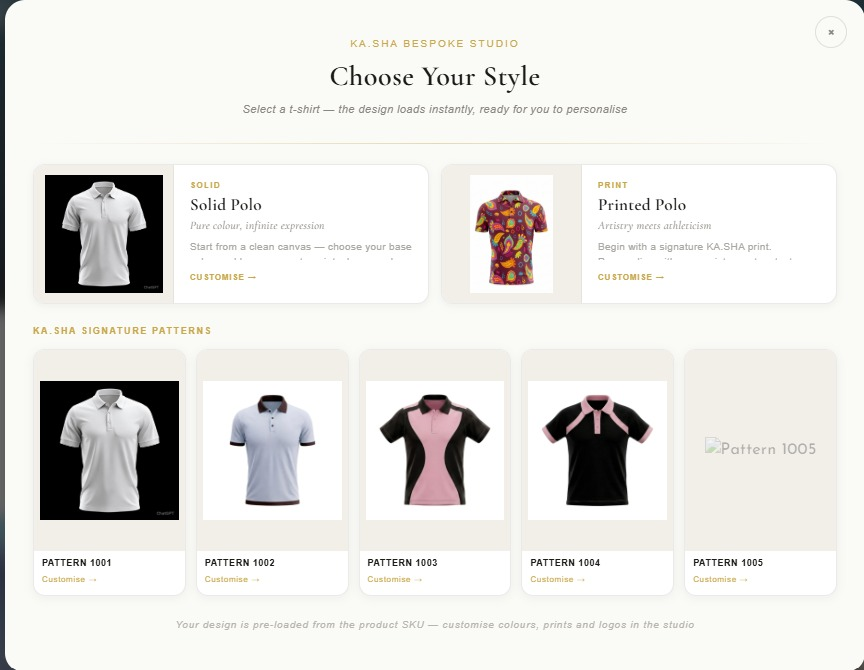 KA.SHA BESPOKE STUDIO
Choose Your Style
Select a t-shirt — the design loads instantly, ready for you to personalise
SOLID
Solid Polo
Pure colour, infinite expression
Start from a clean canvas — choose your base
CUSTOMISE →
PRINT
Printed Polo
Artistry meets athleticism
Begin with a signature KA.SHA print.
CUSTOMISE →
KA.SHA SIGNATURE PATTERNS
ChatGPT
ChatGPT
Pattern 1005
PATTERN 1001
Customise →
PATTERN 1002
Customise →
PATTERN 1003
Customise →
PATTERN 1004
Customise →
PATTERN 1005
Customise →
Your design is pre-loaded from the product SKU — customise colours, prints and logos in the studio